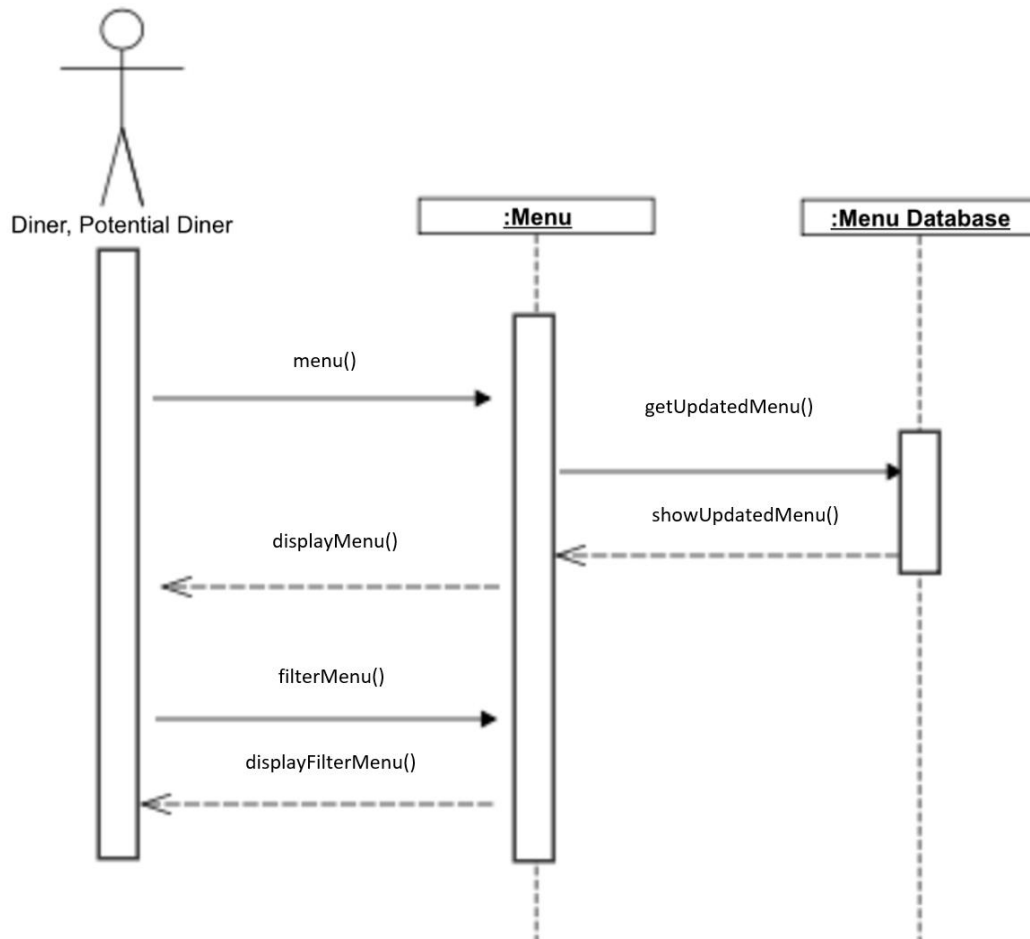 Diner, Potential Diner
:Menu
:Menu Database
menu()
getUpdatedMenu()
showUpdatedMenu()
displayMenu()
filterMenu()
displayFilterMenu()